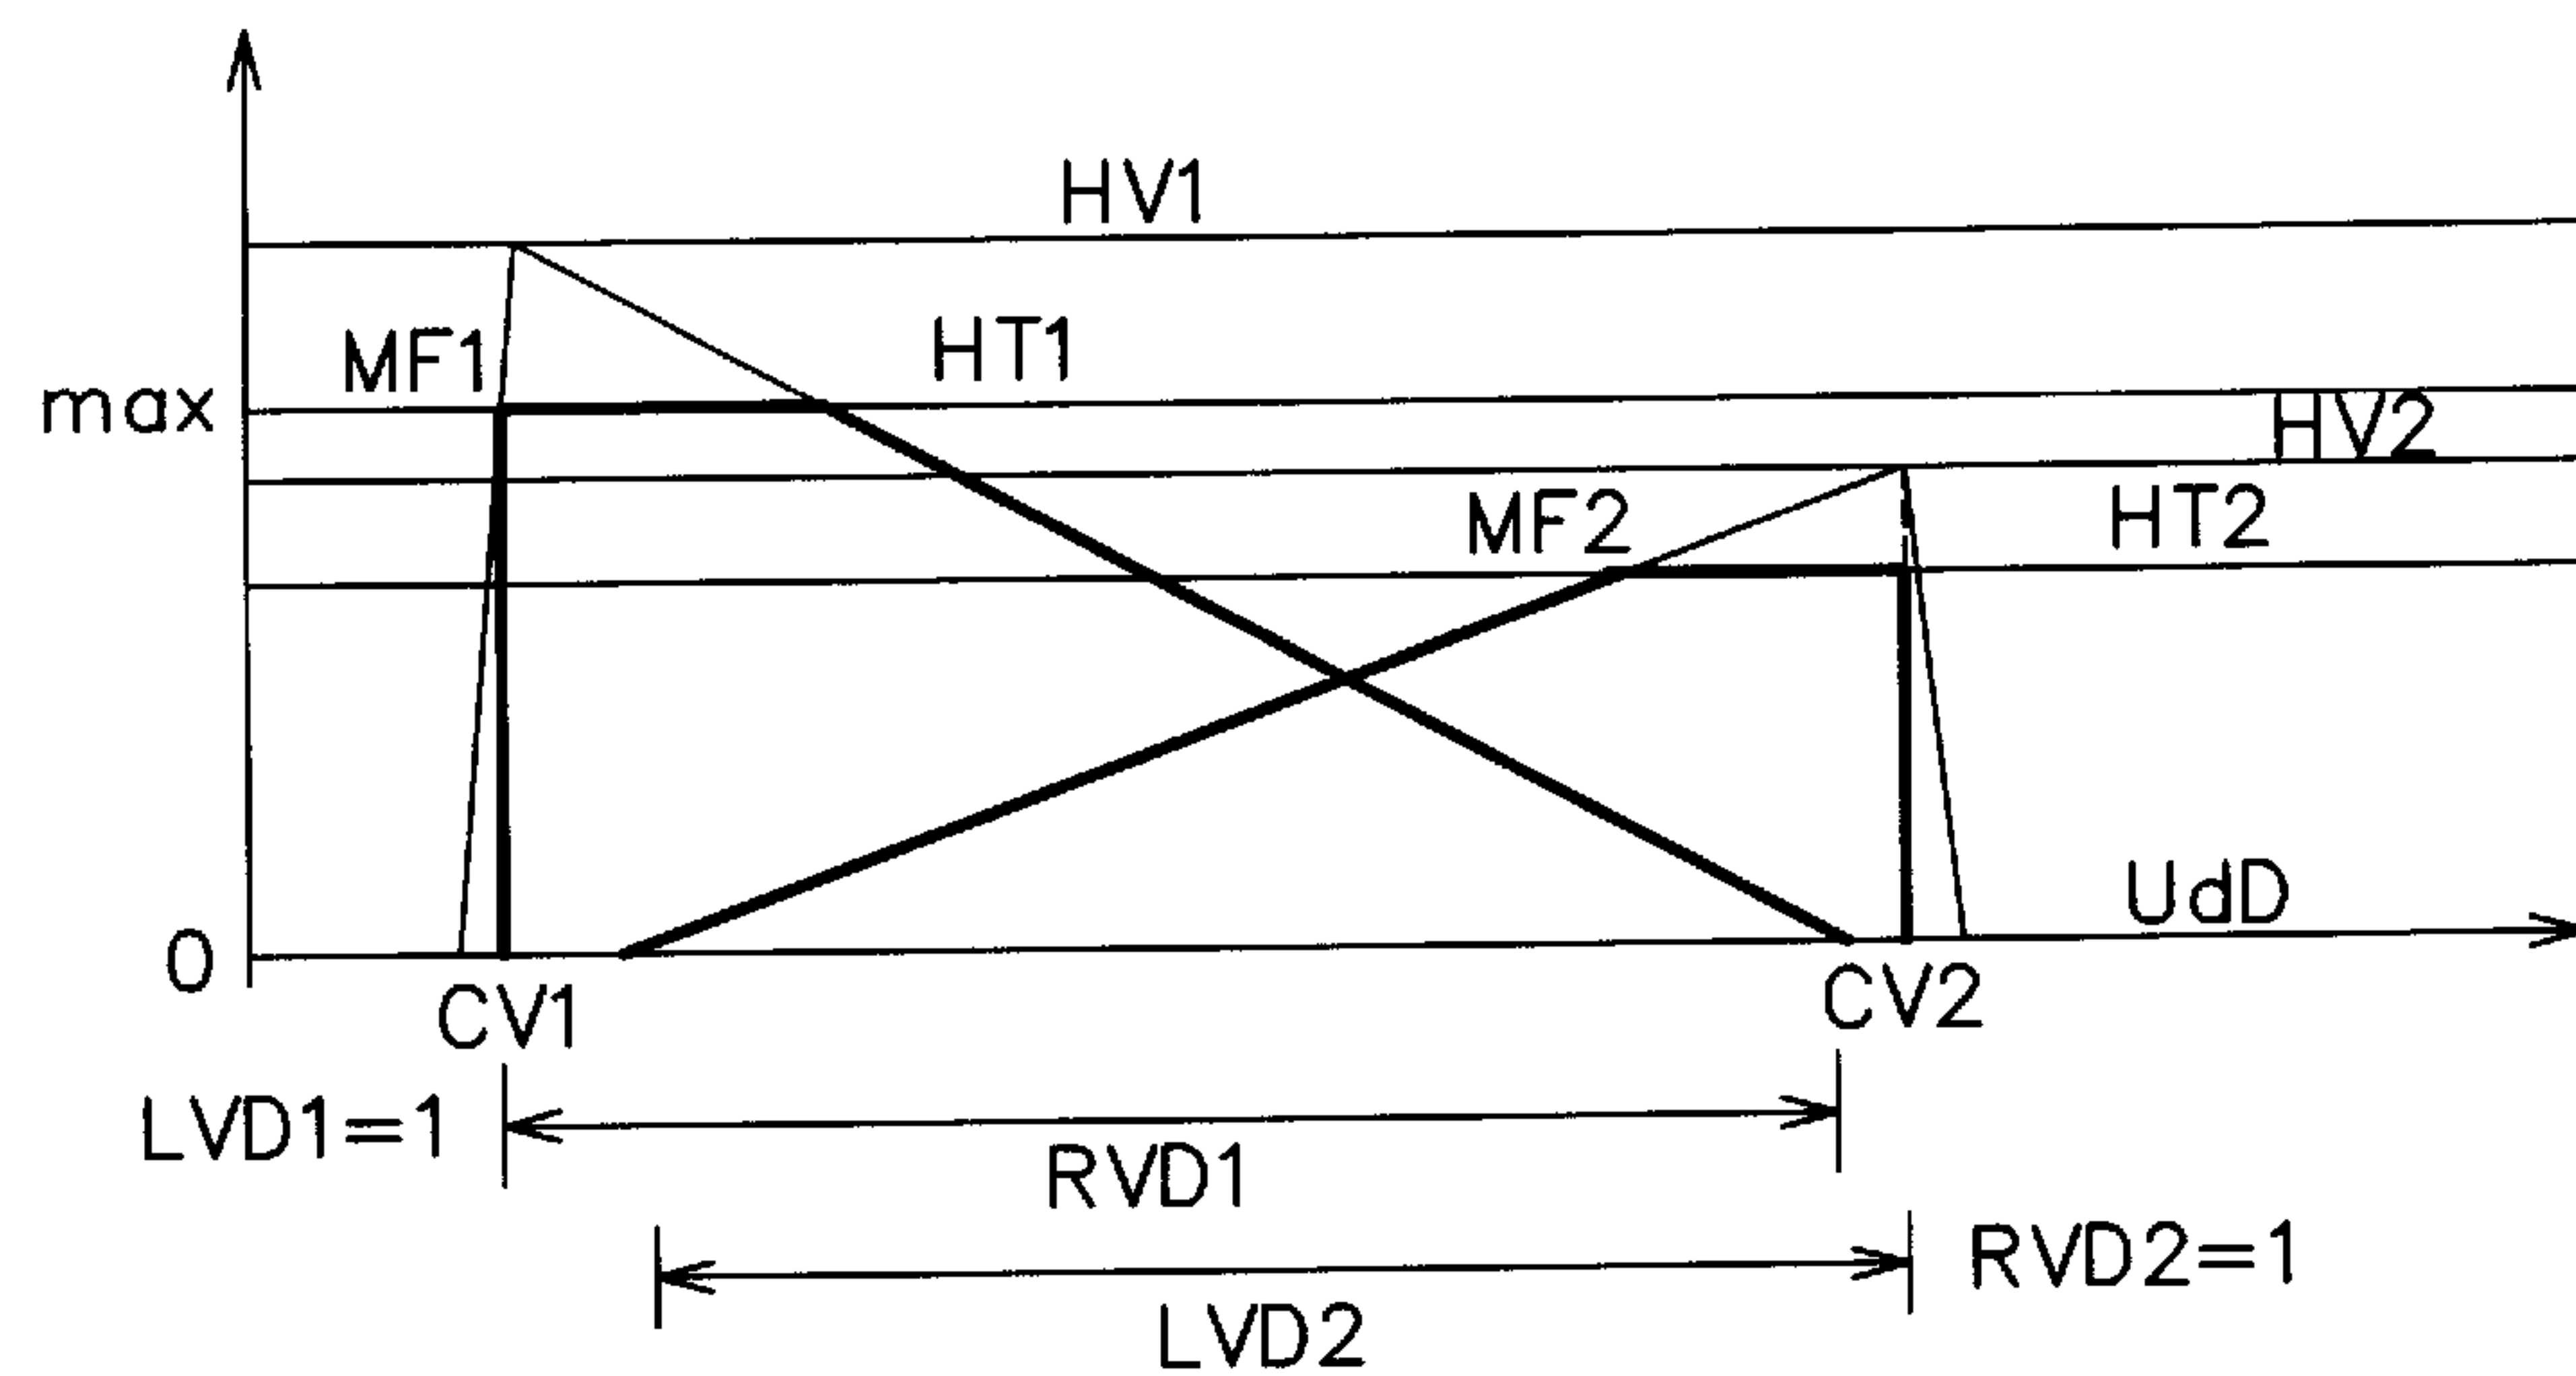 HV1
MF1
HT1
max
HV2
MF2
HT2
UdD
0
CV1
CV2
LVD1=1
RVD1
RVD2=1
LVD2